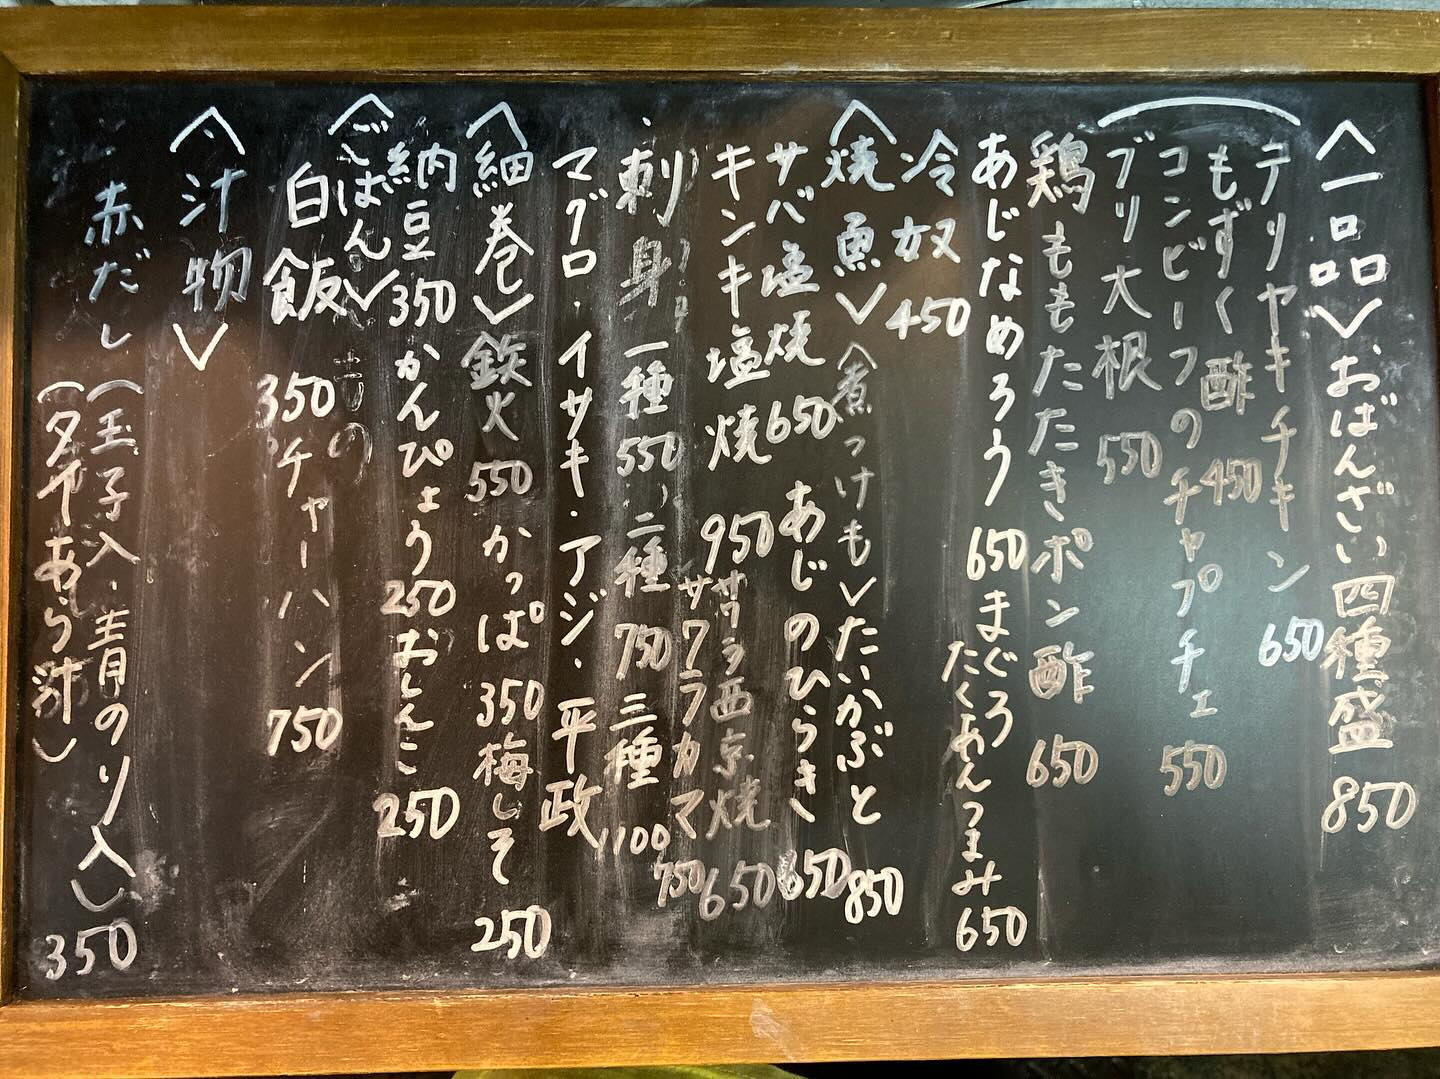 〈一品〉おばんざい四種盛 850
テリヤキチキン 650
もずく酢 450
コンビーフのチャプチェ 550
ブリ大根 550
鶏ももたたきポン酢 650
あじなめろう 650 まぐろたくあんつまみ 650
冷奴 450
〈焼魚〉〈煮つけも〉たいかぶと 850
サバ塩焼 650 あじのひらき 650
キンキ塩焼 950 サワラ西京焼 650
サワラカマ 750
刺身 一種 550 二種 750 三種 1100
マグロ・イサキ・アジ・平政
〈細巻〉鉄火 550 かっぱ 350 梅しそ 250
納豆 350 かんぴょう 250 おしんこ 250
〈ごはん〉
白飯 350 チャーハン 750
〈汁物〉
赤だし(玉子入・青のり入)
(タヤあら汁) 350